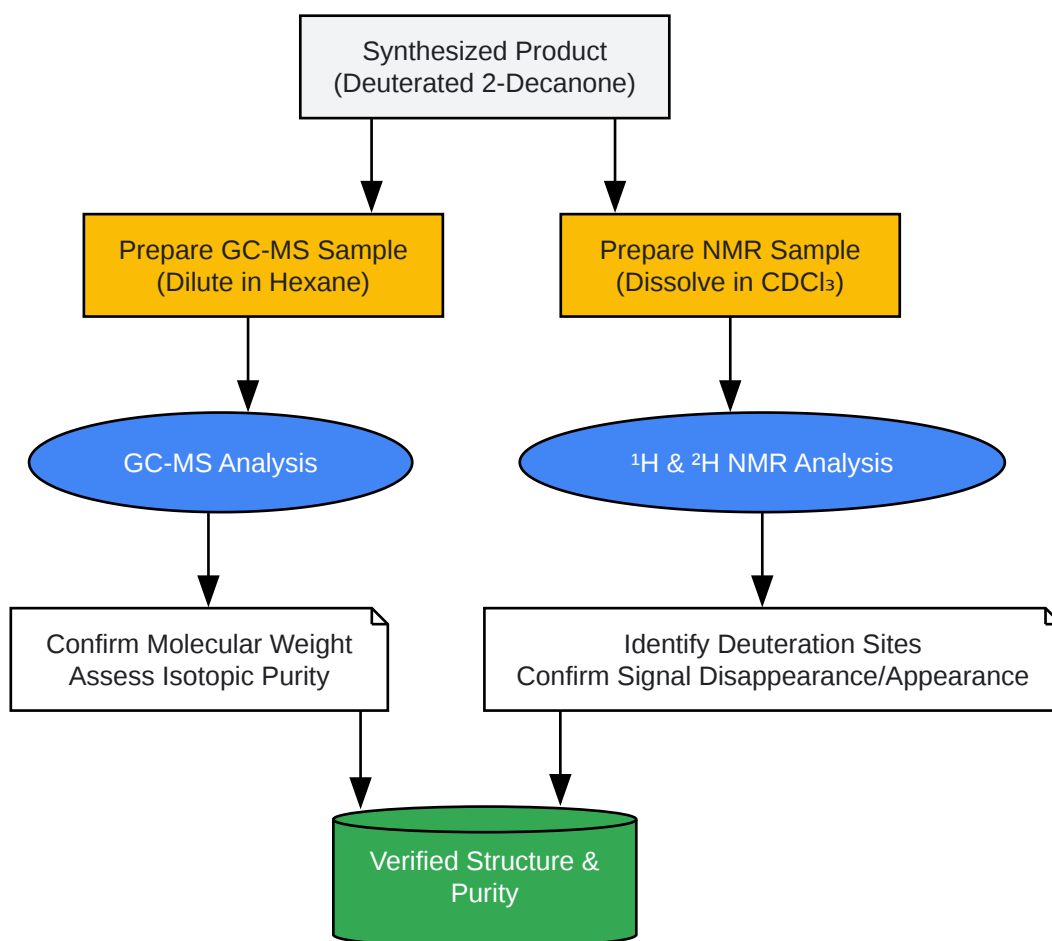 Synthesized Product
(Deuterated 2-Decanone)
Prepare GC-MS Sample
(Dilute in Hexane)
Prepare NMR Sample
(Dissolve in CDCl₃)
GC-MS Analysis
¹H & ²H NMR Analysis
Confirm Molecular Weight
Assess Isotopic Purity
Identify Deuteration Sites
Confirm Signal Disappearance/Appearance
Verified Structure &
Purity